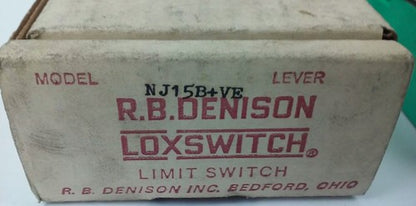 MODEL LEVER
NJ15B+VE
R.B.DENISON
LOXSWITCH®
LIMIT SWITCH
R. B. DENISON INC. BEDFORD, OHIO